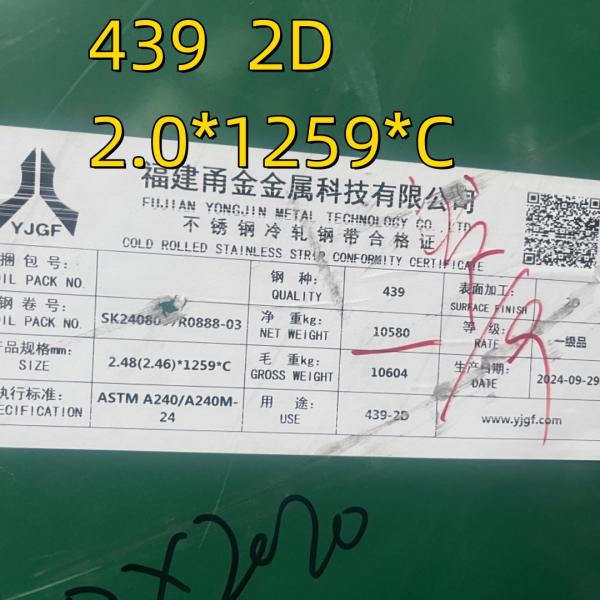 439 2D
2.0*1259*C
福建甬金金属科技有限公司
FUJIAN YONGJIN METAL TECHNOLOGY CO.,LTD
不锈钢冷轧钢带合格证
COLD ROLLED STAINLESS STRIP CONFORMITY CERTIFICATE
YJGF
捆包号:
OIL PACK NO.
钢种:
QUALITY
439
表面加工:
SURFACE FINISH
2D
钢卷号:
OIL PACK NO.
R0888-03
净 重kg:
NET WEIGHT
10580
等级:
RATE
一级品
产品规格mm:
SIZE
2.48(2.46)*1259*C
毛 重kg:
GROSS WEIGHT
10604
生产日期:
DATE
2024-09-29
执行标准:
ECIFICATION
ASTM A240/A240M-
24
用途:
USE
439-2D
www.yjgf.com